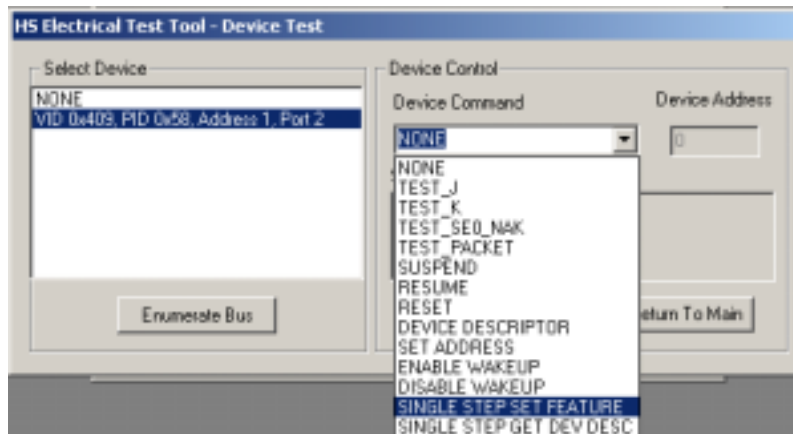 HS Electrical Test Tool - Device Test
Select Device
NONE
VID 0x409, PID 0x58, Address 1, Port 2
Enumerate Bus
Device Control
Device Command
Device Address
NONE
0
NONE
TEST_J
TEST_K
TEST_SE0_NAK
TEST_PACKET
SUSPEND
RESUME
RESET
DEVICE DESCRIPTOR
SET ADDRESS
ENABLE WAKEUP
DISABLE WAKEUP
SINGLE STEP SET FEATURE
SINGLE STEP GET DEV DESC
eturn To Main